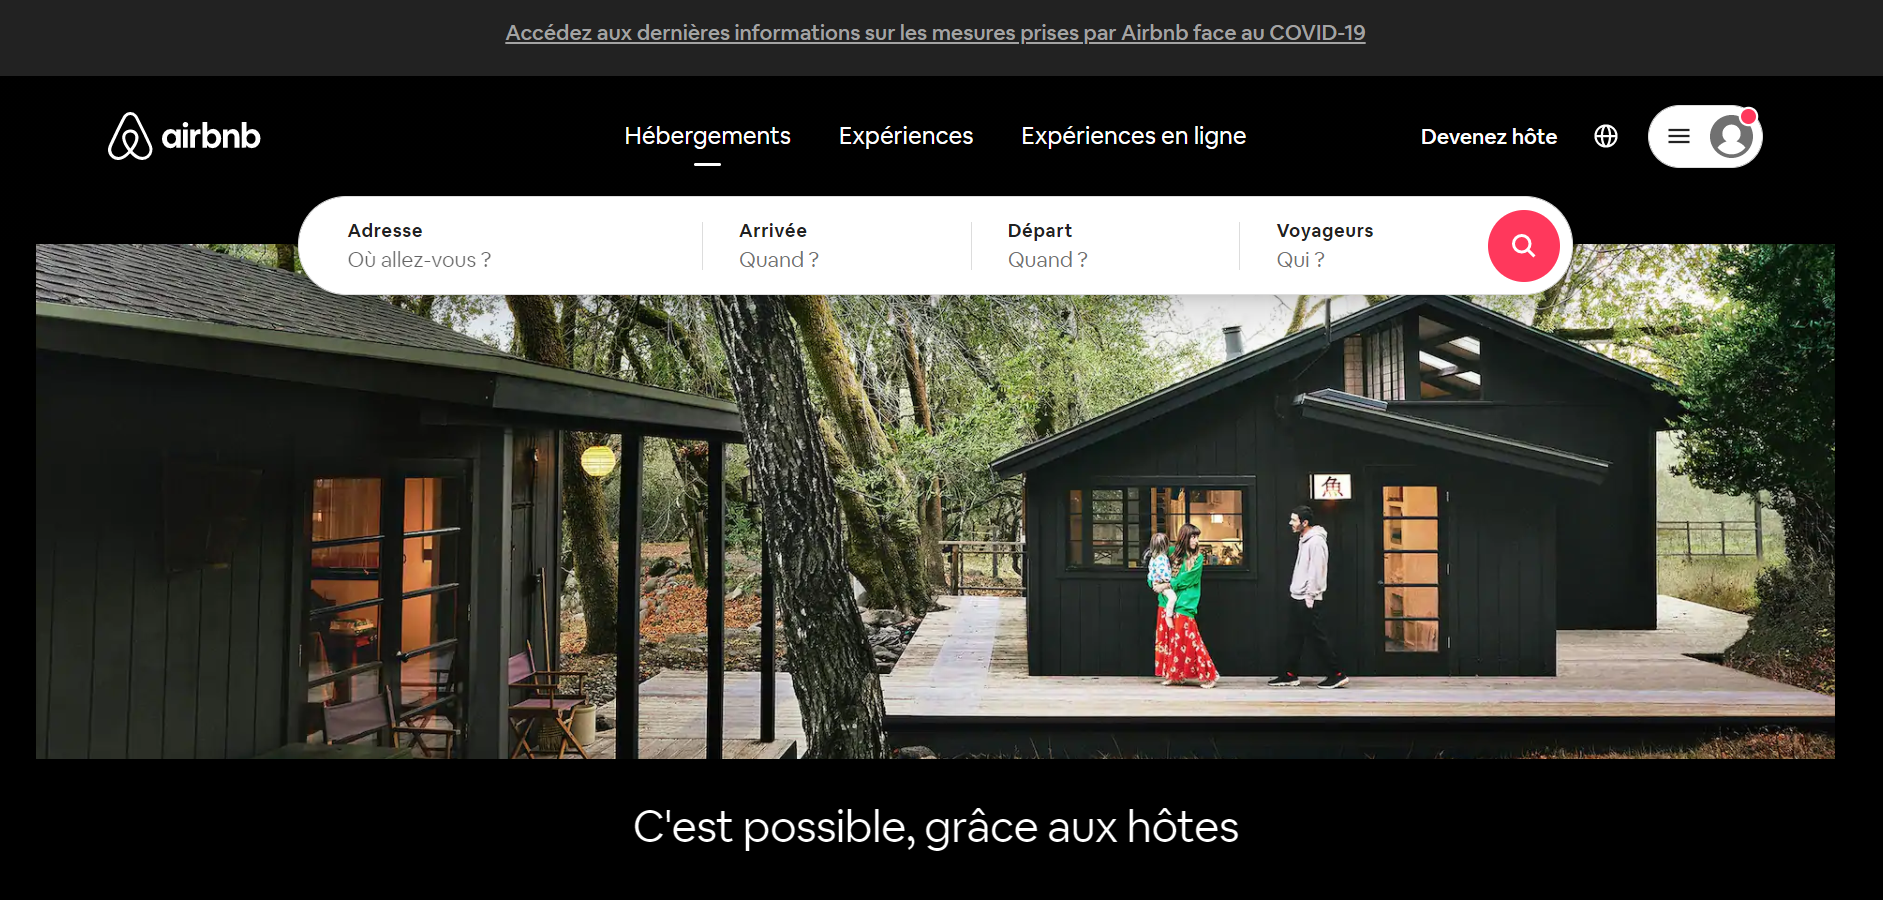 Accédez aux dernières informations sur les mesures prises par Airbnb face au COVID-19
airbnb
Hébergements
Expériences
Expériences en ligne
Devenez hôte
Adresse
Où allez-vous ?
Arrivée
Quand ?
Départ
Quand ?
Voyageurs
Qui ?
魚
C'est possible, grâce aux hôtes